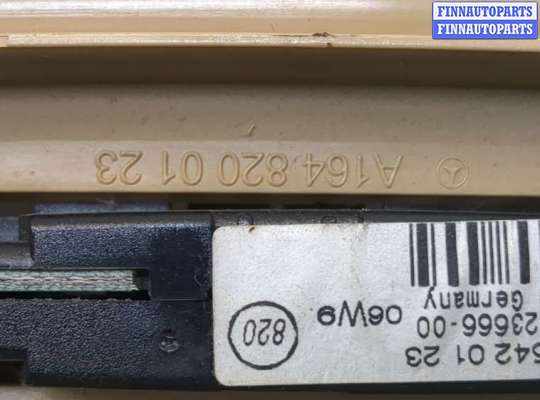 FINNAUTOPARTS
FINNAUTOPARTS
A164 820 01 23
542 01 23
23666-00
Germany
06W9
820